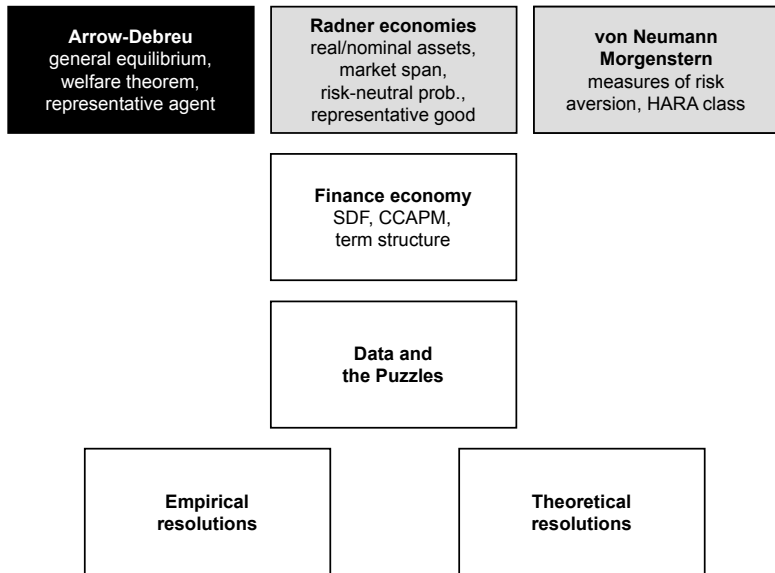 Arrow-Debreu
general equilibrium,
welfare theorem,
representative agent
Radner economies
real/nominal assets,
market span,
risk-neutral prob.,
representative good
von Neumann
Morgenstern
measures of risk
aversion, HARA class
Finance economy
SDF, CCAPM,
term structure
Data and
the Puzzles
Empirical
resolutions
Theoretical
resolutions